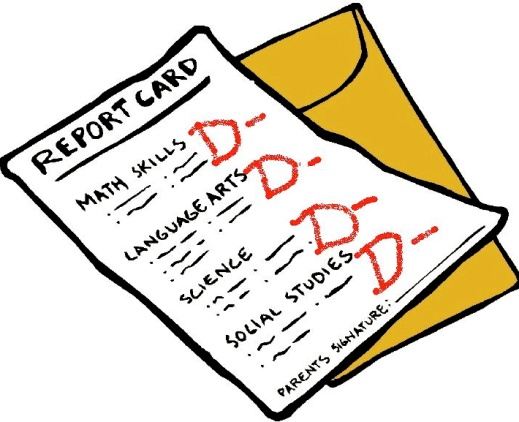 REPORT CARD
MATH SKILLS D-
LANGUAGE ARTS D-
SCIENCE D-
SOCIAL STUDIES D-
PARENTS SIGNATURE: